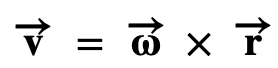 v⃗ = ω⃗ × r⃗